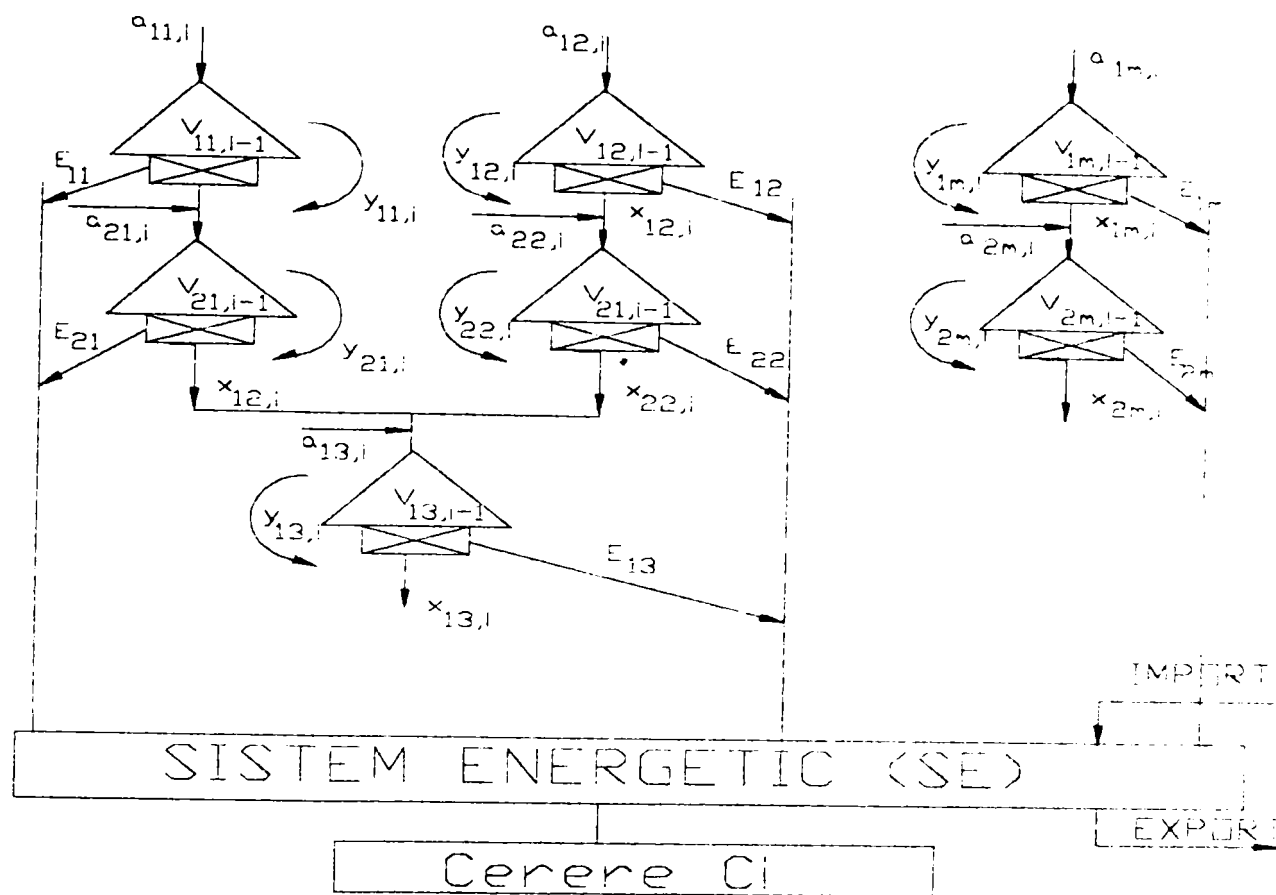 a11,i
a12,i
a1m,i
V11,i-1
V12,i-1
V1m,i-1
E11
y11,i
y12,i
E12
y1m,i
a21,i
a22,i
x12,i
a2m,i
x1m,i
V21,i-1
V21,i-1
V2m,i-1
E21
y21,i
y22,i
E22
y2m,i
x12,i
x22,i
x2m,i
a13,i
V13,i-1
y13,i
E13
x13,i
IMPORT
SISTEM ENERGETIC (SE)
EXPORT
Cerere Ci